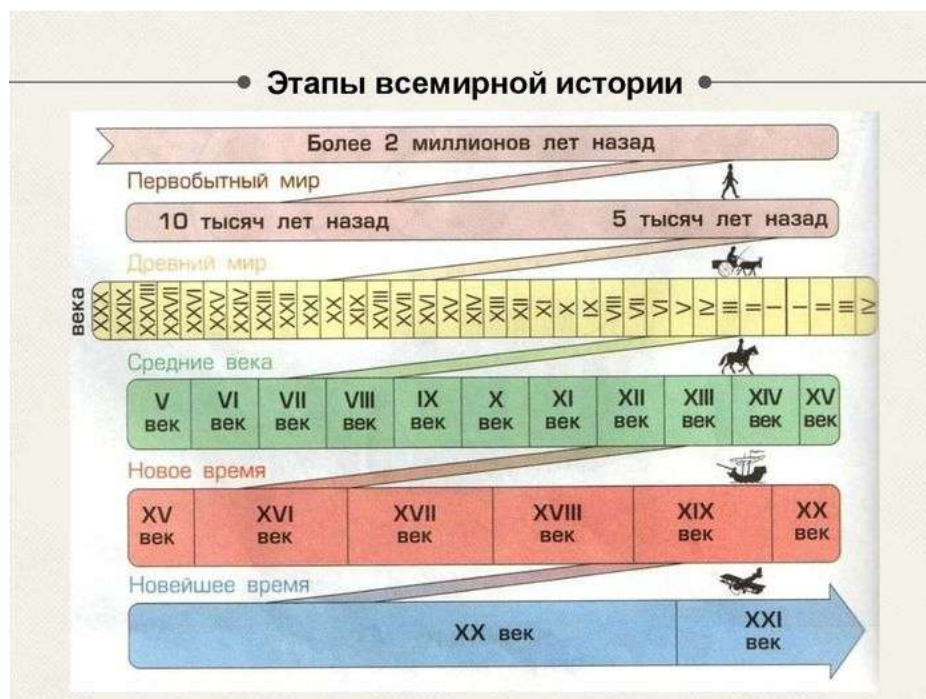 Этапы всемирной истории
Более 2 миллионов лет назад
Первобытный мир
10 тысяч лет назад 5 тысяч лет назад
Древний мир
века XXX XXIX XXVIII XXVII XXVI XXV XXIV XXIII XXII XXI XX XIX XVIII XVII XVI XV XIV XIII XII XI X IX VIII VII VI V IV III II I I II III IV
Средние века
V VI VII VIII IX X XI XII XIII XIV XV
век век век век век век век век век век век
Новое время
XV XVI XVII XVIII XIX XX
век век век век век век
Новейшее время
XX век XXI
век